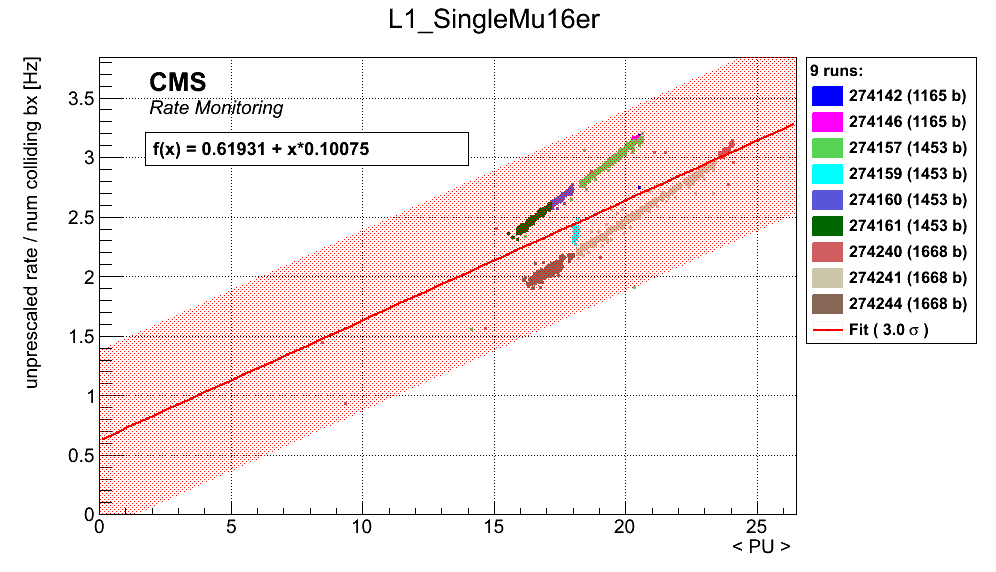 L1_SingleMu16er
unprescaled rate / num colliding bx [Hz]
CMS
Rate Monitoring
f(x) = 0.61931 + x*0.10075
3.5
3
2.5
2
1.5
1
0.5
0
0 5 10 15 20 25
< PU >
9 runs:
274142 (1165 b)
274146 (1165 b)
274157 (1453 b)
274159 (1453 b)
274160 (1453 b)
274161 (1453 b)
274240 (1668 b)
274241 (1668 b)
274244 (1668 b)
Fit ( 3.0 σ )